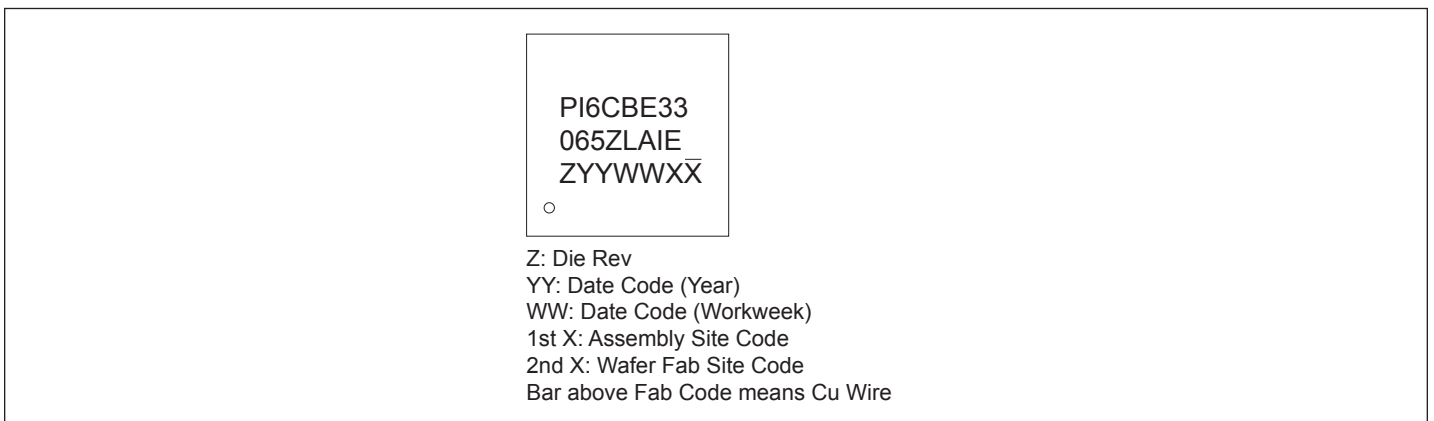 PI6CBE33
065ZLAIE
ZYYWWXX̅
Z: Die Rev
YY: Date Code (Year)
WW: Date Code (Workweek)
1st X: Assembly Site Code
2nd X: Wafer Fab Site Code
Bar above Fab Code means Cu Wire